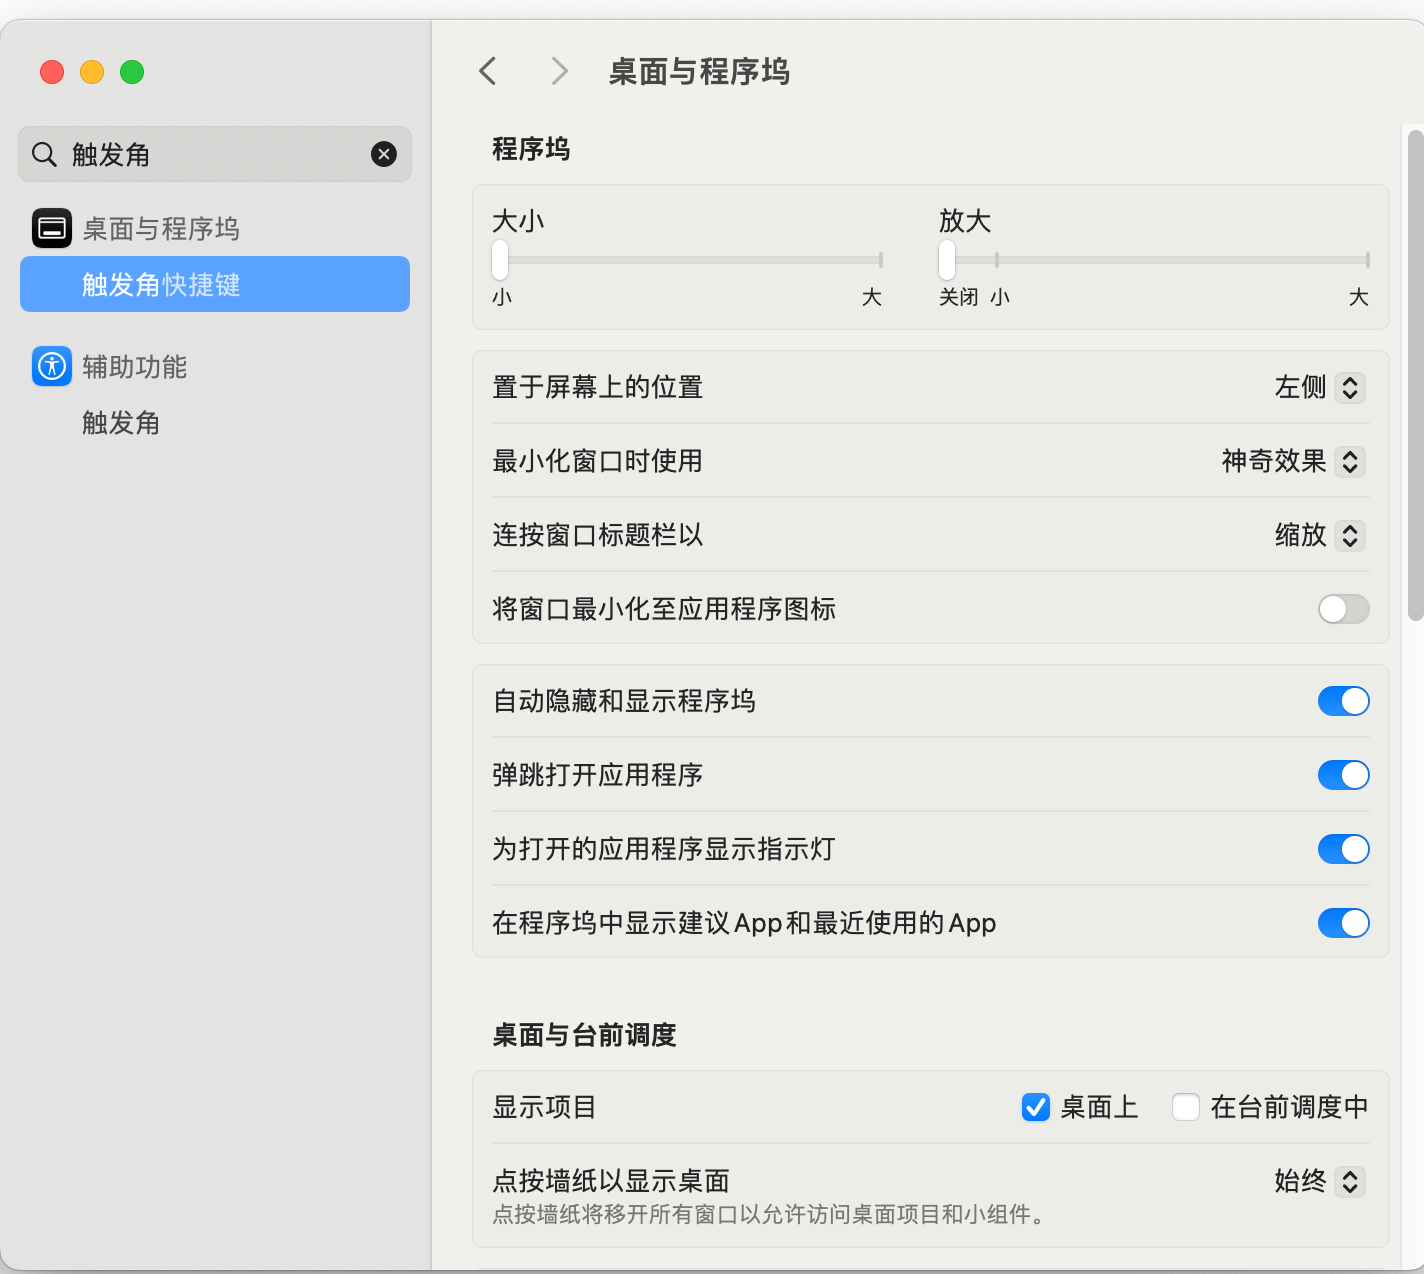 触发角
桌面与程序坞
触发角快捷键
辅助功能
触发角
桌面与程序坞
程序坞
大小
放大
小
大
关闭 小
大
置于屏幕上的位置
左侧
最小化窗口时使用
神奇效果
连按窗口标题栏以
缩放
将窗口最小化至应用程序图标
自动隐藏和显示程序坞
弹跳打开应用程序
为打开的应用程序显示指示灯
在程序坞中显示建议 App 和最近使用的 App
桌面与台前调度
显示项目
桌面上
在台前调度中
点按墙纸以显示桌面
始终
点按墙纸将移开所有窗口以允许访问桌面项目和小组件。